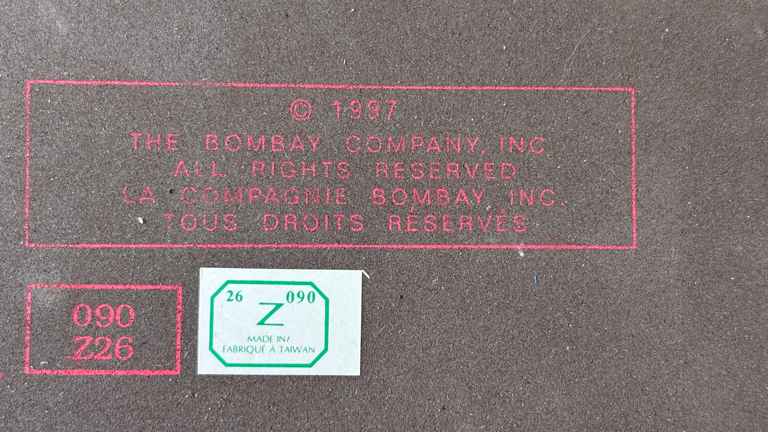 © 1997
THE BOMBAY COMPANY, INC.
ALL RIGHTS RESERVED
LA COMPAGNIE BOMBAY, INC.
TOUS DROITS RÉSERVÉS
090
Z26
26 Z 090
MADE IN/
FABRIQUÉ À TAIWAN